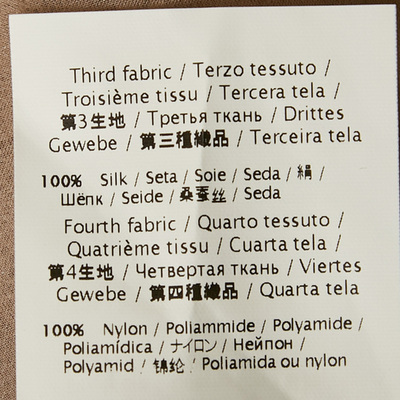 Third fabric / Terzo tessuto /
Troisième tissu / Tercera tela /
第3生地 / Третья ткань / Drittes
Gewebe / 第三種織品 / Terceira tela
100% Silk / Seta / Soie / Seda / 絹 /
Шёпк / Seide / 桑蚕丝 / Seda
Fourth fabric / Quarto tessuto /
Quatrième tissu / Cuarta tela /
第4生地 / Четвертая ткань / Viertes
Gewebe / 第四種織品 / Quarta tela
100% Nylon / Poliammide / Polyamide /
Poliamídica / ナイロン / Нейпон /
Polyamid / 锦纶 / Poliamida ou nylon